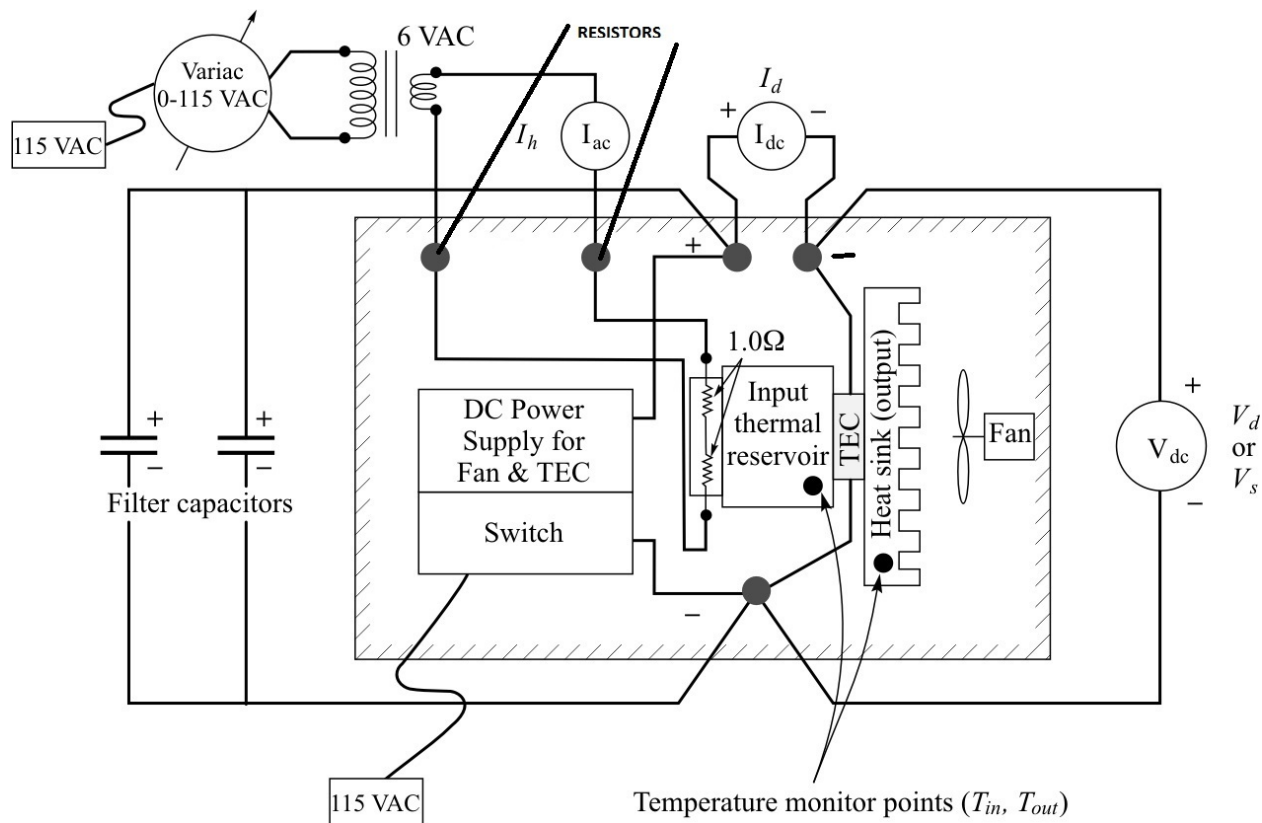 6 VAC
RESISTORS
Variac
0-115 VAC
115 VAC
I_h
I_ac
I_d
+ −
I_dc
+
−
1.0Ω
DC Power
Supply for
Fan & TEC
Switch
Input
thermal
reservoir
TEC
Heat sink (output)
Fan
+
V_dc
−
V_d
or
V_s
+
−
+
−
Filter capacitors
−
115 VAC
Temperature monitor points (T_in, T_out)